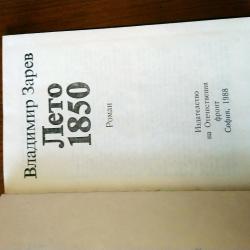 Владимир Зарев
Лето
1850
Роман
Издателство
на Отечествения
фронт
София, 1988